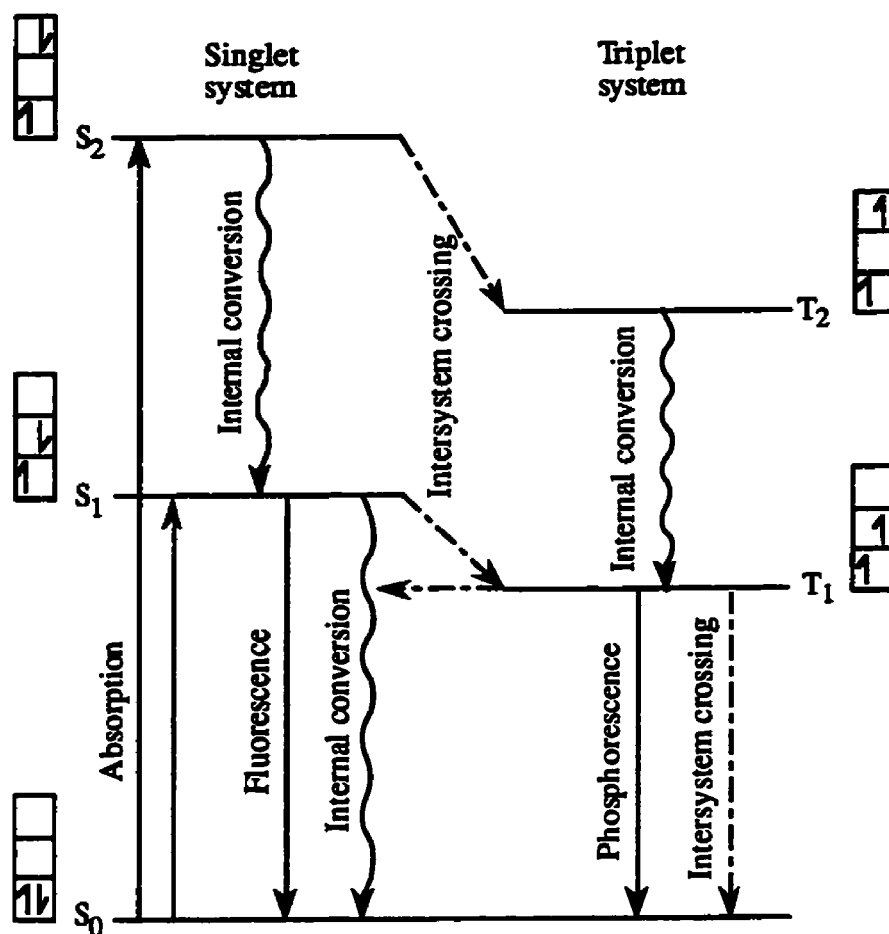 Singlet
system
Triplet
system
S2
Internal conversion
Intersystem crossing
T2
Internal conversion
S1
T1
Absorption
Fluorescence
Internal conversion
Phosphorescence
Intersystem crossing
S0